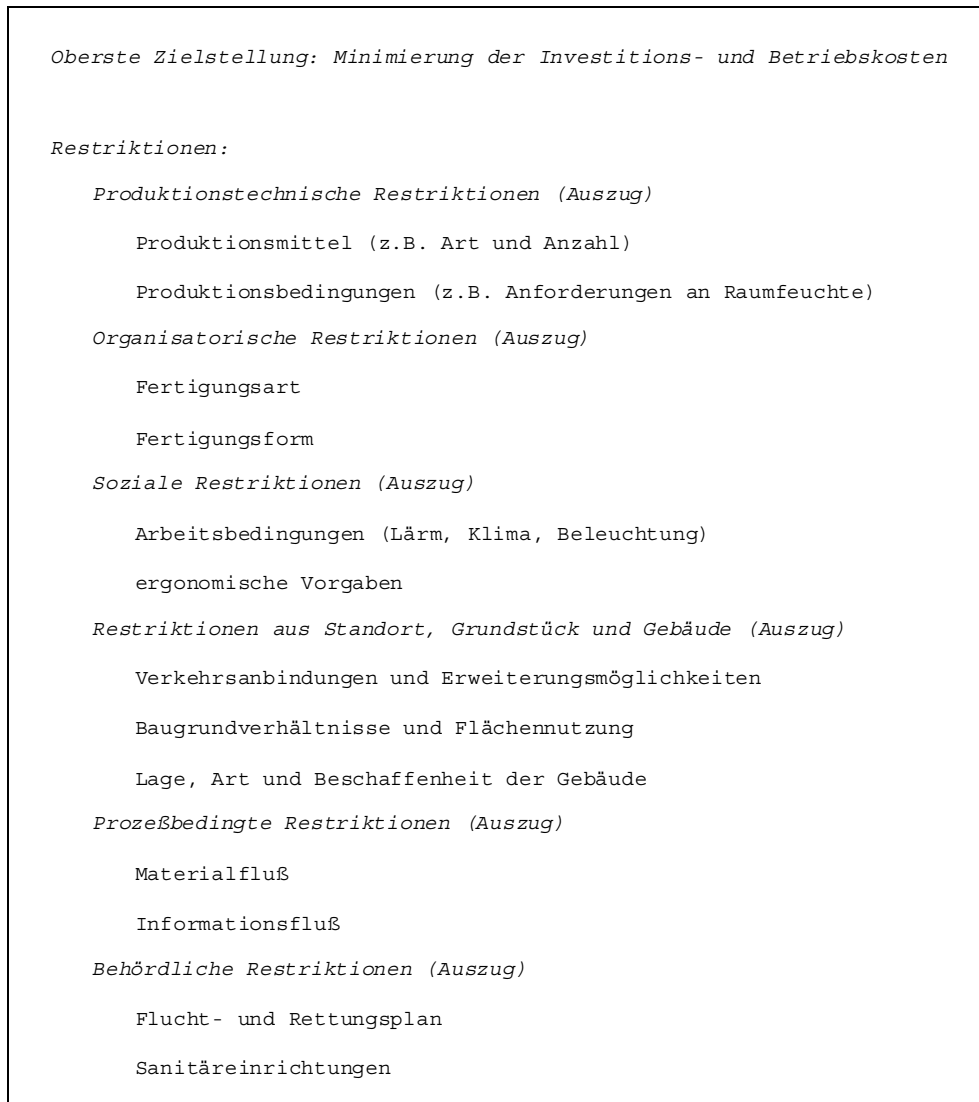 Oberste Zielstellung: Minimierung der Investitions- und Betriebskosten
Restriktionen:
Produktionstechnische Restriktionen (Auszug)
Produktionsmittel (z.B. Art und Anzahl)
Produktionsbedingungen (z.B. Anforderungen an Raumfeuchte)
Organisatorische Restriktionen (Auszug)
Fertigungsart
Fertigungsform
Soziale Restriktionen (Auszug)
Arbeitsbedingungen (Lärm, Klima, Beleuchtung)
ergonomische Vorgaben
Restriktionen aus Standort, Grundstück und Gebäude (Auszug)
Verkehrsanbindungen und Erweiterungsmöglichkeiten
Baugrundverhältnisse und Flächennutzung
Lage, Art und Beschaffenheit der Gebäude
Prozeßbedingte Restriktionen (Auszug)
Materialfluß
Informationsfluß
Behördliche Restriktionen (Auszug)
Flucht- und Rettungsplan
Sanitäreinrichtungen